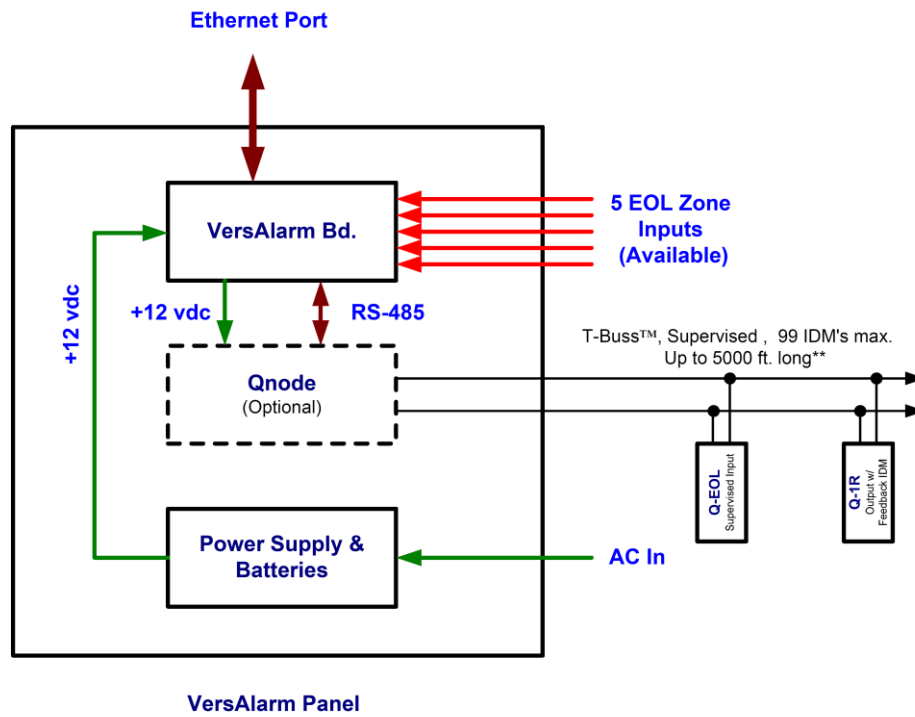 Ethernet Port
VersAlarm Bd.
5 EOL Zone
Inputs
(Available)
+12 vdc
+12 vdc
RS-485
T-Buss™, Supervised , 99 IDM's max.
Up to 5000 ft. long**
Qnode
(Optional)
Q-EOL
Supervised Input
Q-1R
Output w/
Feedback IDM
Power Supply &
Batteries
AC In
VersAlarm Panel